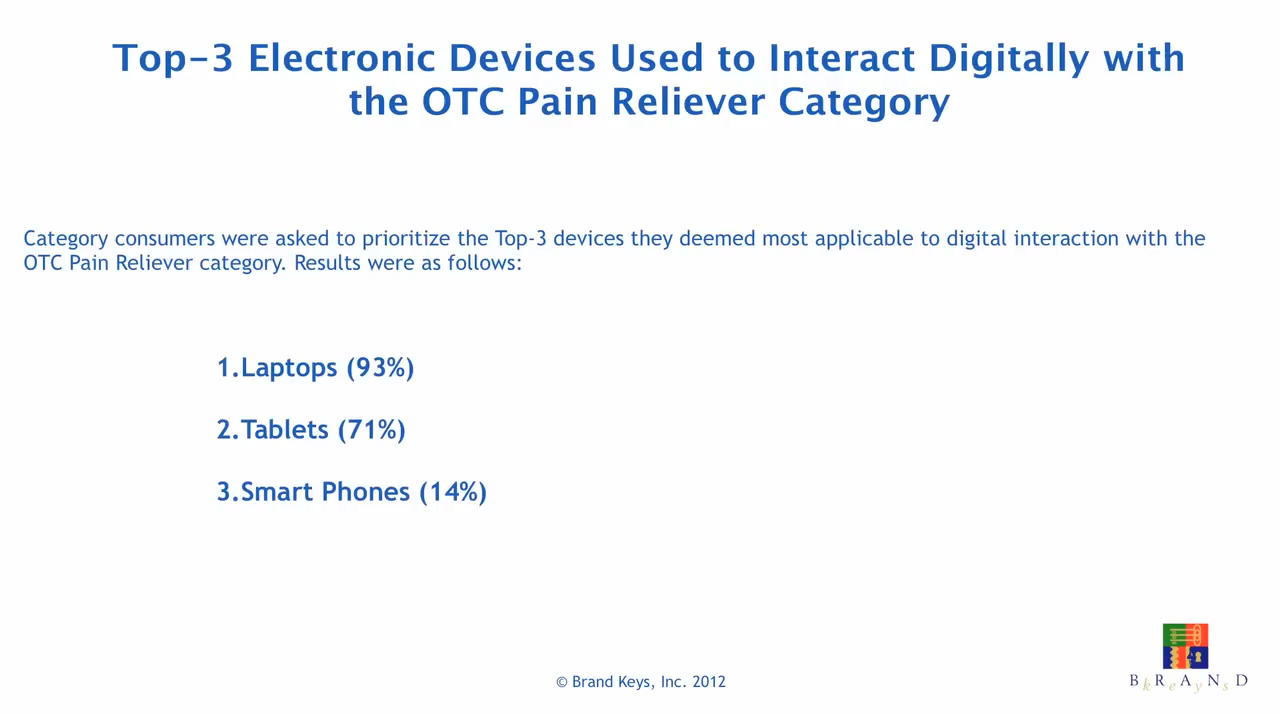 Top-3 Electronic Devices Used to Interact Digitally with
the OTC Pain Reliever Category
Category consumers were asked to prioritize the Top-3 devices they deemed most applicable to digital interaction with the
OTC Pain Reliever category. Results were as follows:
1.Laptops (93%)
2.Tablets (71%)
3.Smart Phones (14%)
© Brand Keys, Inc. 2012
BRAND
keys